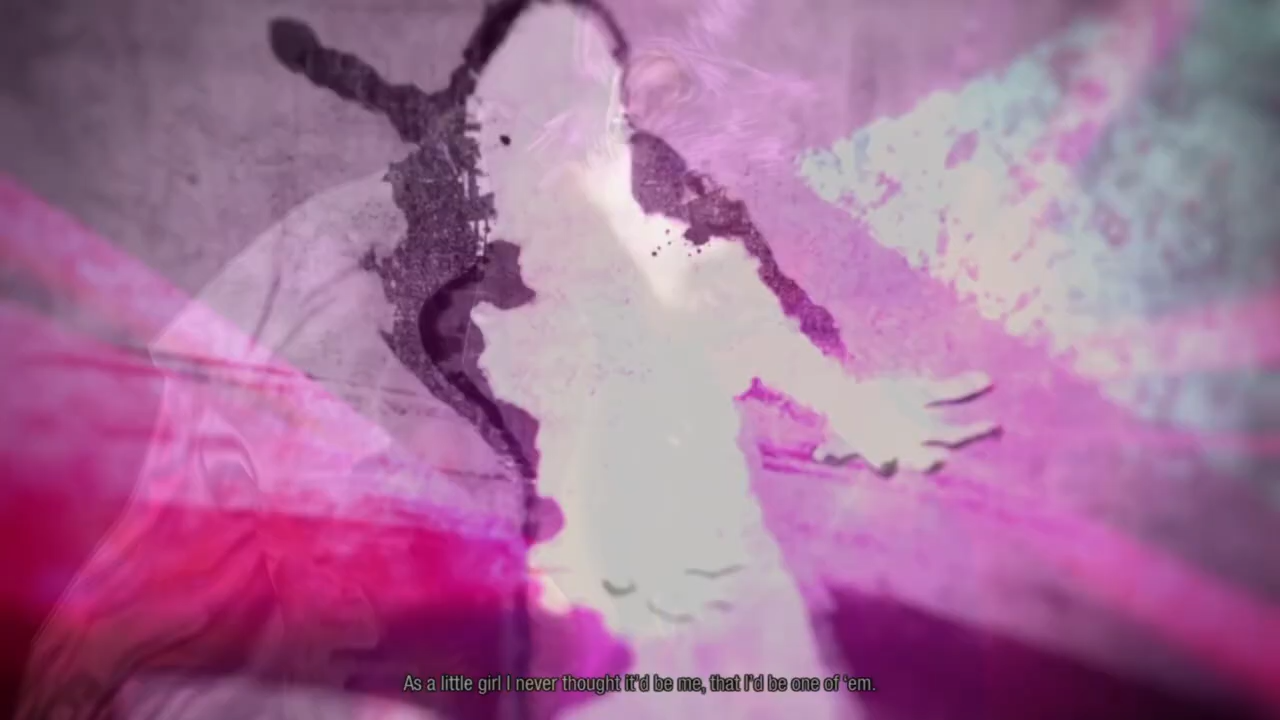 As a little girl I never thought it'd be me, that I'd be one of ‘em.